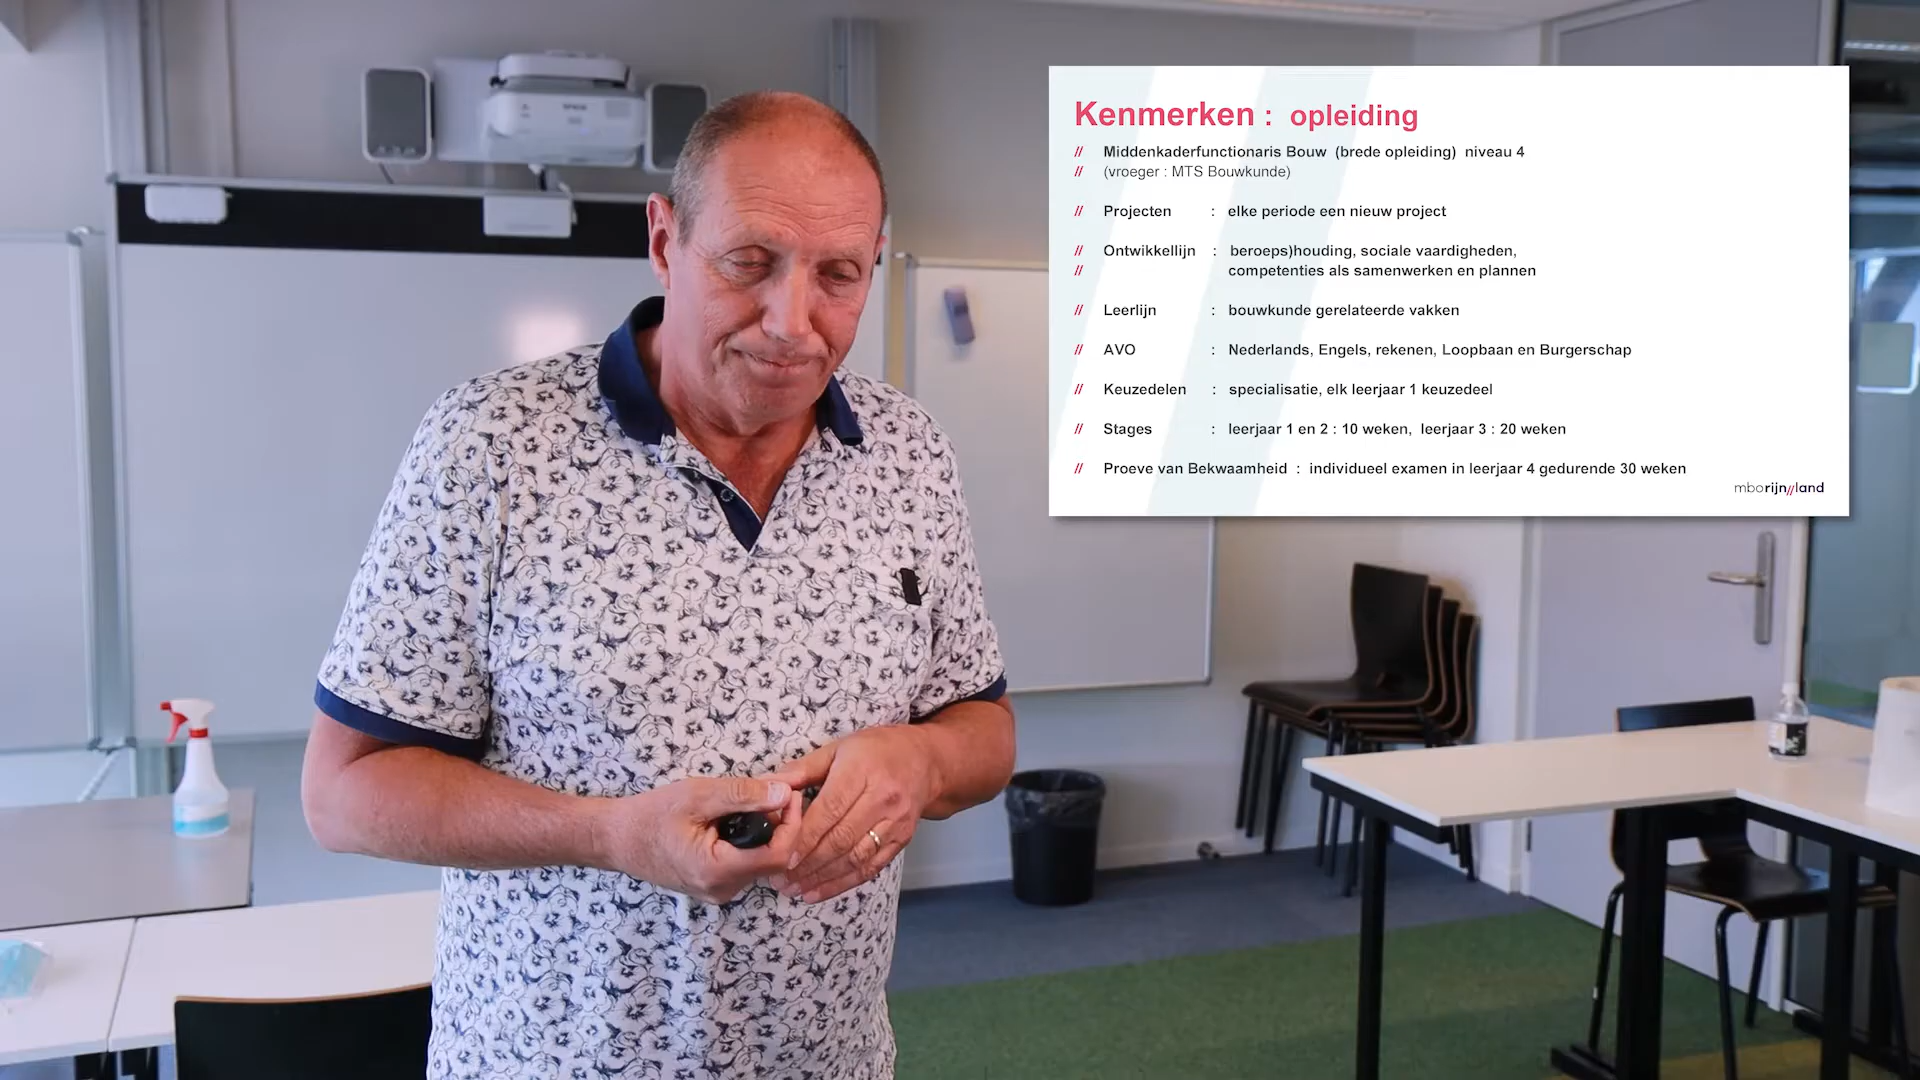 Kenmerken : opleiding
// Middenkaderfunctionaris Bouw (brede opleiding) niveau 4
// (vroeger : MTS Bouwkunde)
// Projecten : elke periode een nieuw project
// Ontwikkellijn : beroeps)houding, sociale vaardigheden,
// competenties als samenwerken en plannen
// Leerlijn : bouwkunde gerelateerde vakken
// AVO : Nederlands, Engels, rekenen, Loopbaan en Burgerschap
// Keuzedelen : specialisatie, elk leerjaar 1 keuzedeel
// Stages : leerjaar 1 en 2 : 10 weken, leerjaar 3 : 20 weken
// Proeve van Bekwaamheid : individueel examen in leerjaar 4 gedurende 30 weken
mborijn//land